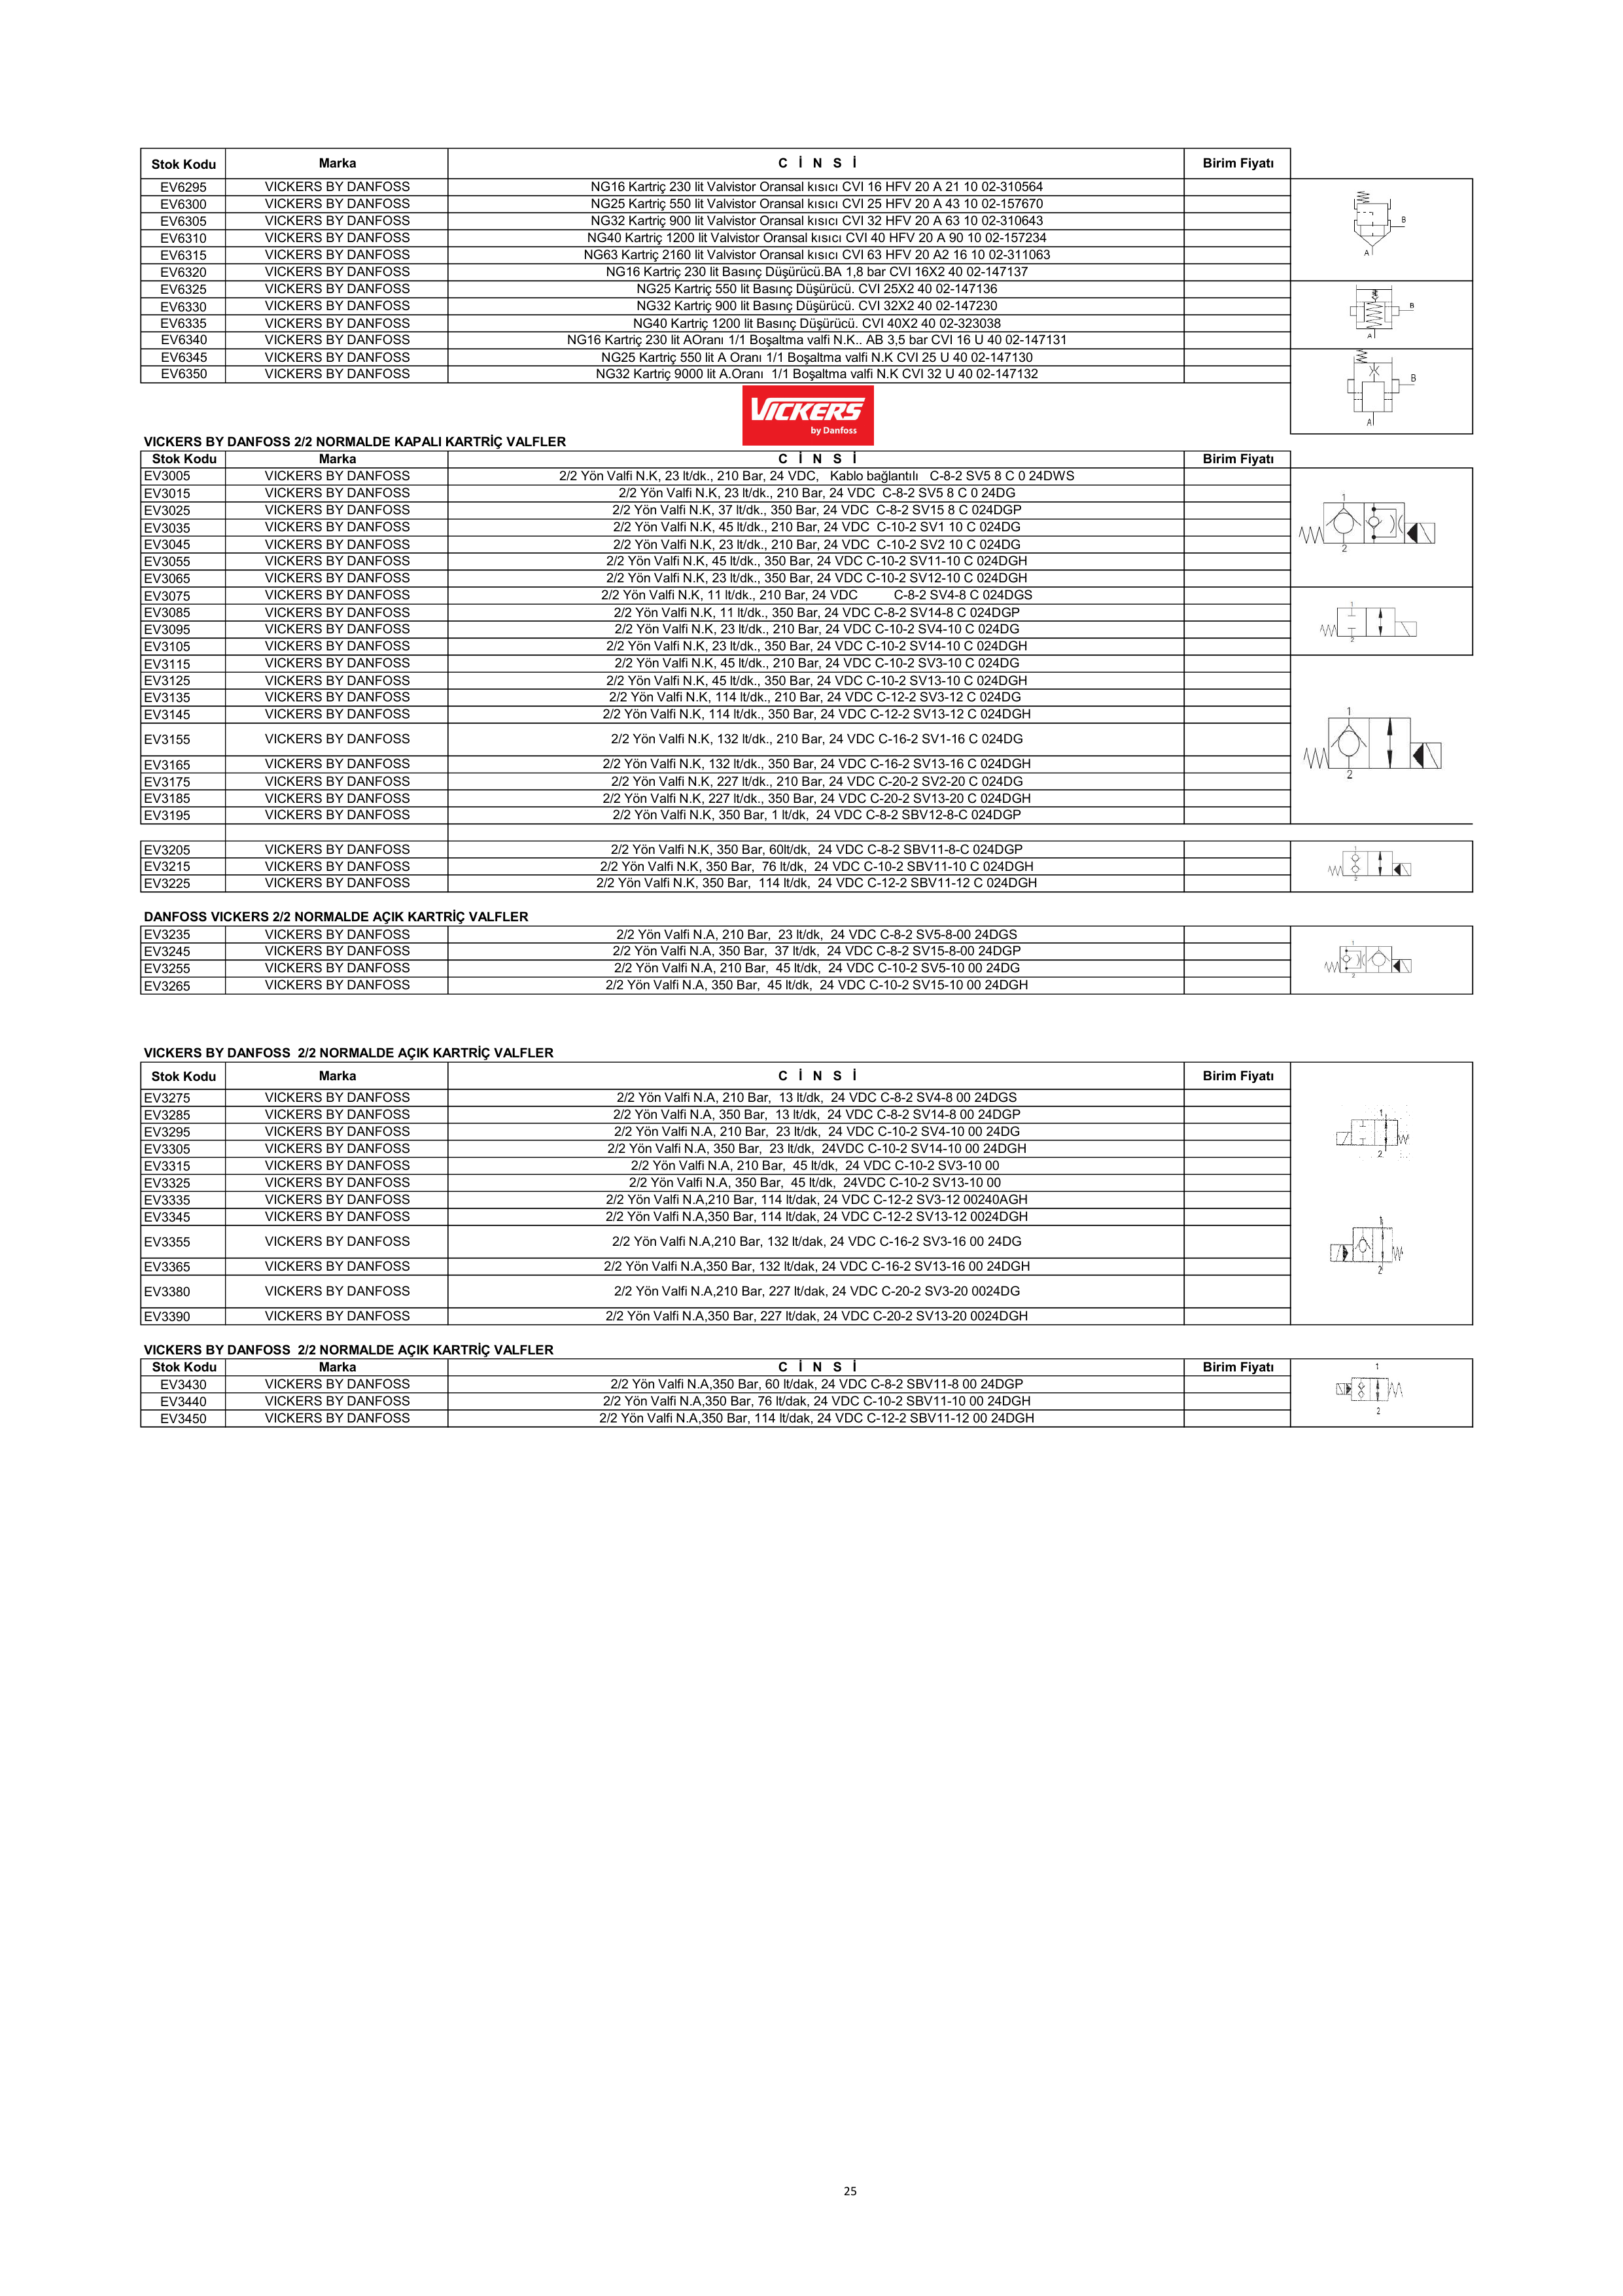 Stok Kodu Marka C İ N S İ Birim Fiyatı
EV6295 VICKERS BY DANFOSS NG16 Kartriç 230 lit Valvistor Oransal kısıcı CVI 16 HFV 20 A 21 10 02-310564
EV6300 VICKERS BY DANFOSS NG25 Kartriç 550 lit Valvistor Oransal kısıcı CVI 25 HFV 20 A 43 10 02-157670
EV6305 VICKERS BY DANFOSS NG32 Kartriç 900 lit Valvistor Oransal kısıcı CVI 32 HFV 20 A 63 10 02-310643
B
EV6310 VICKERS BY DANFOSS NG40 Kartriç 1200 lit Valvistor Oransal kısıcı CVI 40 HFV 20 A 90 10 02-157234
EV6315 VICKERS BY DANFOSS NG63 Kartriç 2160 lit Valvistor Oransal kısıcı CVI 63 HFV 20 A2 16 10 02-311063
A
EV6320 VICKERS BY DANFOSS NG16 Kartriç 230 lit Basınç Düşürücü.BA 1,8 bar CVI 16X2 40 02-147137
EV6325 VICKERS BY DANFOSS NG25 Kartriç 550 lit Basınç Düşürücü. CVI 25X2 40 02-147136
EV6330 VICKERS BY DANFOSS NG32 Kartriç 900 lit Basınç Düşürücü. CVI 32X2 40 02-147230
B
EV6335 VICKERS BY DANFOSS NG40 Kartriç 1200 lit Basınç Düşürücü. CVI 40X2 40 02-323038
EV6340 VICKERS BY DANFOSS NG16 Kartriç 230 lit AOranı 1/1 Boşaltma valfi N.K.. AB 3,5 bar CVI 16 U 40 02-147131
A
EV6345 VICKERS BY DANFOSS NG25 Kartriç 550 lit A Oranı 1/1 Boşaltma valfi N.K CVI 25 U 40 02-147130
EV6350 VICKERS BY DANFOSS NG32 Kartriç 9000 lit A.Oranı 1/1 Boşaltma valfi N.K CVI 32 U 40 02-147132
B
A
VICKERS
by Danfoss
VICKERS BY DANFOSS 2/2 NORMALDE KAPALI KARTRİÇ VALFLER
Stok Kodu Marka C İ N S İ Birim Fiyatı
EV3005 VICKERS BY DANFOSS 2/2 Yön Valfi N.K, 23 lt/dk., 210 Bar, 24 VDC, Kablo bağlantılı C-8-2 SV5 8 C 0 24DWS
EV3015 VICKERS BY DANFOSS 2/2 Yön Valfi N.K, 23 lt/dk., 210 Bar, 24 VDC C-8-2 SV5 8 C 0 24DG
1
EV3025 VICKERS BY DANFOSS 2/2 Yön Valfi N.K, 37 lt/dk., 350 Bar, 24 VDC C-8-2 SV15 8 C 024DGP
EV3035 VICKERS BY DANFOSS 2/2 Yön Valfi N.K, 45 lt/dk., 210 Bar, 24 VDC C-10-2 SV1 10 C 024DG
EV3045 VICKERS BY DANFOSS 2/2 Yön Valfi N.K, 23 lt/dk., 210 Bar, 24 VDC C-10-2 SV2 10 C 024DG
2
EV3055 VICKERS BY DANFOSS 2/2 Yön Valfi N.K, 45 lt/dk., 350 Bar, 24 VDC C-10-2 SV11-10 C 024DGH
EV3065 VICKERS BY DANFOSS 2/2 Yön Valfi N.K, 23 lt/dk., 350 Bar, 24 VDC C-10-2 SV12-10 C 024DGH
EV3075 VICKERS BY DANFOSS 2/2 Yön Valfi N.K, 11 lt/dk., 210 Bar, 24 VDC C-8-2 SV4-8 C 024DGS
1
EV3085 VICKERS BY DANFOSS 2/2 Yön Valfi N.K, 11 lt/dk., 350 Bar, 24 VDC C-8-2 SV14-8 C 024DGP
EV3095 VICKERS BY DANFOSS 2/2 Yön Valfi N.K, 23 lt/dk., 210 Bar, 24 VDC C-10-2 SV4-10 C 024DG
2
EV3105 VICKERS BY DANFOSS 2/2 Yön Valfi N.K, 23 lt/dk., 350 Bar, 24 VDC C-10-2 SV14-10 C 024DGH
EV3115 VICKERS BY DANFOSS 2/2 Yön Valfi N.K, 45 lt/dk., 210 Bar, 24 VDC C-10-2 SV3-10 C 024DG
EV3125 VICKERS BY DANFOSS 2/2 Yön Valfi N.K, 45 lt/dk., 350 Bar, 24 VDC C-10-2 SV13-10 C 024DGH
EV3135 VICKERS BY DANFOSS 2/2 Yön Valfi N.K, 114 lt/dk., 210 Bar, 24 VDC C-12-2 SV3-12 C 024DG
EV3145 VICKERS BY DANFOSS 2/2 Yön Valfi N.K, 114 lt/dk., 350 Bar, 24 VDC C-12-2 SV13-12 C 024DGH
1
EV3155 VICKERS BY DANFOSS 2/2 Yön Valfi N.K, 132 lt/dk., 210 Bar, 24 VDC C-16-2 SV1-16 C 024DG
EV3165 VICKERS BY DANFOSS 2/2 Yön Valfi N.K, 132 lt/dk., 350 Bar, 24 VDC C-16-2 SV13-16 C 024DGH
2
EV3175 VICKERS BY DANFOSS 2/2 Yön Valfi N.K, 227 lt/dk., 210 Bar, 24 VDC C-20-2 SV2-20 C 024DG
EV3185 VICKERS BY DANFOSS 2/2 Yön Valfi N.K, 227 lt/dk., 350 Bar, 24 VDC C-20-2 SV13-20 C 024DGH
EV3195 VICKERS BY DANFOSS 2/2 Yön Valfi N.K, 350 Bar, 1 lt/dk, 24 VDC C-8-2 SBV12-8-C 024DGP
EV3205 VICKERS BY DANFOSS 2/2 Yön Valfi N.K, 350 Bar, 60lt/dk, 24 VDC C-8-2 SBV11-8-C 024DGP
1
EV3215 VICKERS BY DANFOSS 2/2 Yön Valfi N.K, 350 Bar, 76 lt/dk, 24 VDC C-10-2 SBV11-10 C 024DGH
2
EV3225 VICKERS BY DANFOSS 2/2 Yön Valfi N.K, 350 Bar, 114 lt/dk, 24 VDC C-12-2 SBV11-12 C 024DGH
DANFOSS VICKERS 2/2 NORMALDE AÇIK KARTRİÇ VALFLER
EV3235 VICKERS BY DANFOSS 2/2 Yön Valfi N.A, 210 Bar, 23 lt/dk, 24 VDC C-8-2 SV5-8-00 24DGS
1
EV3245 VICKERS BY DANFOSS 2/2 Yön Valfi N.A, 350 Bar, 37 lt/dk, 24 VDC C-8-2 SV15-8-00 24DGP
EV3255 VICKERS BY DANFOSS 2/2 Yön Valfi N.A, 210 Bar, 45 lt/dk, 24 VDC C-10-2 SV5-10 00 24DG
2
EV3265 VICKERS BY DANFOSS 2/2 Yön Valfi N.A, 350 Bar, 45 lt/dk, 24 VDC C-10-2 SV15-10 00 24DGH
VICKERS BY DANFOSS 2/2 NORMALDE AÇIK KARTRİÇ VALFLER
Stok Kodu Marka C İ N S İ Birim Fiyatı
EV3275 VICKERS BY DANFOSS 2/2 Yön Valfi N.A, 210 Bar, 13 lt/dk, 24 VDC C-8-2 SV4-8 00 24DGS
EV3285 VICKERS BY DANFOSS 2/2 Yön Valfi N.A, 350 Bar, 13 lt/dk, 24 VDC C-8-2 SV14-8 00 24DGP
1
EV3295 VICKERS BY DANFOSS 2/2 Yön Valfi N.A, 210 Bar, 23 lt/dk, 24 VDC C-10-2 SV4-10 00 24DG
EV3305 VICKERS BY DANFOSS 2/2 Yön Valfi N.A, 350 Bar, 23 lt/dk, 24VDC C-10-2 SV14-10 00 24DGH
2
EV3315 VICKERS BY DANFOSS 2/2 Yön Valfi N.A, 210 Bar, 45 lt/dk, 24 VDC C-10-2 SV3-10 00
EV3325 VICKERS BY DANFOSS 2/2 Yön Valfi N.A, 350 Bar, 45 lt/dk, 24VDC C-10-2 SV13-10 00
EV3335 VICKERS BY DANFOSS 2/2 Yön Valfi N.A,210 Bar, 114 lt/dak, 24 VDC C-12-2 SV3-12 00240AGH
EV3345 VICKERS BY DANFOSS 2/2 Yön Valfi N.A,350 Bar, 114 lt/dak, 24 VDC C-12-2 SV13-12 0024DGH
1
EV3355 VICKERS BY DANFOSS 2/2 Yön Valfi N.A,210 Bar, 132 lt/dak, 24 VDC C-16-2 SV3-16 00 24DG
EV3365 VICKERS BY DANFOSS 2/2 Yön Valfi N.A,350 Bar, 132 lt/dak, 24 VDC C-16-2 SV13-16 00 24DGH
2
EV3380 VICKERS BY DANFOSS 2/2 Yön Valfi N.A,210 Bar, 227 lt/dak, 24 VDC C-20-2 SV3-20 0024DG
EV3390 VICKERS BY DANFOSS 2/2 Yön Valfi N.A,350 Bar, 227 lt/dak, 24 VDC C-20-2 SV13-20 0024DGH
VICKERS BY DANFOSS 2/2 NORMALDE AÇIK KARTRİÇ VALFLER
Stok Kodu Marka C İ N S İ Birim Fiyatı
1
EV3430 VICKERS BY DANFOSS 2/2 Yön Valfi N.A,350 Bar, 60 lt/dak, 24 VDC C-8-2 SBV11-8 00 24DGP
EV3440 VICKERS BY DANFOSS 2/2 Yön Valfi N.A,350 Bar, 76 lt/dak, 24 VDC C-10-2 SBV11-10 00 24DGH
2
EV3450 VICKERS BY DANFOSS 2/2 Yön Valfi N.A,350 Bar, 114 lt/dak, 24 VDC C-12-2 SBV11-12 00 24DGH
25